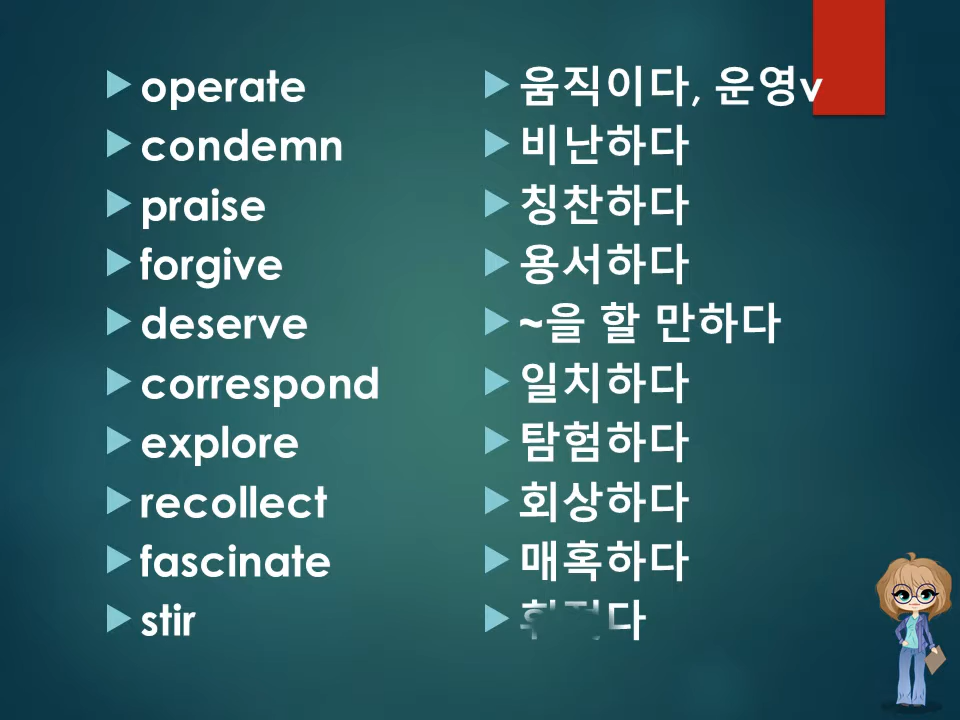 operate
움직이다, 운영v
condemn
비난하다
praise
칭찬하다
forgive
용서하다
deserve
~을 할 만하다
correspond
일치하다
explore
탐험하다
recollect
회상하다
fascinate
매혹하다
stir